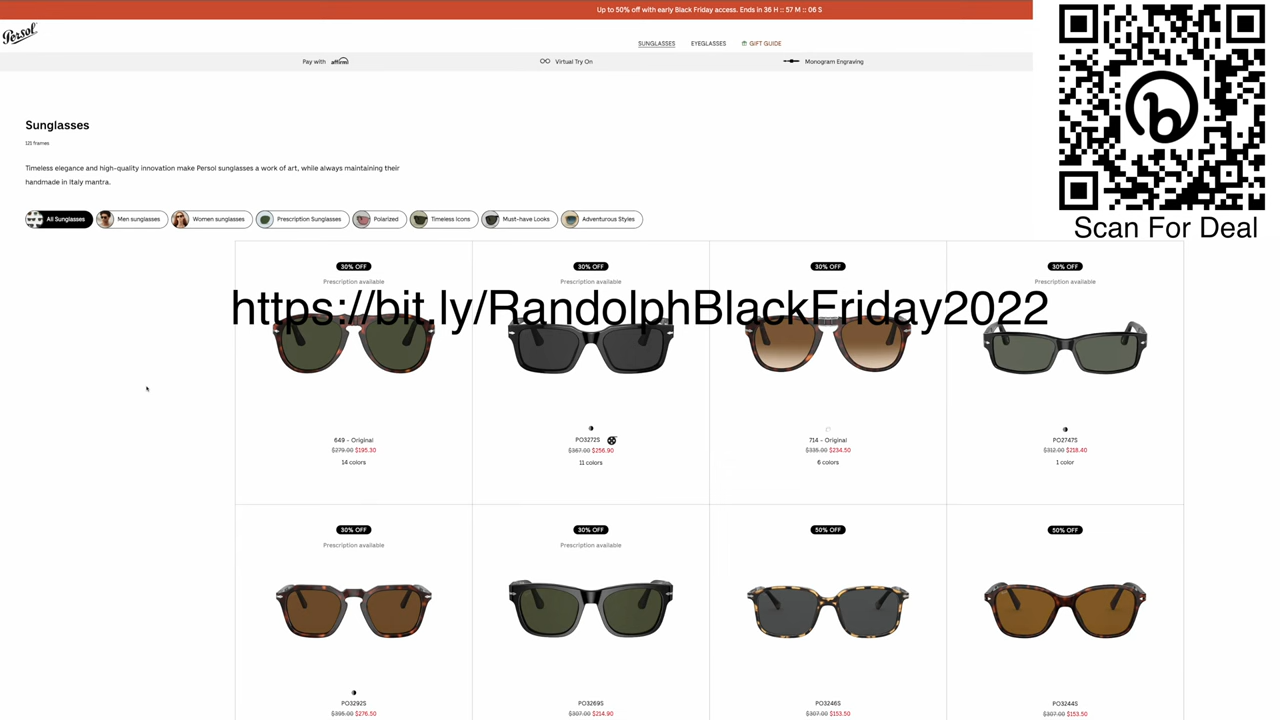 Up to 50% off with early Black Friday access. Ends in 36 H :: 57 M :: 06 S
Persol
SUNGLASSES
EYEGLASSES
GIFT GUIDE
Pay with affirm
Virtual Try On
Monogram Engraving
Sunglasses
121 frames
Timeless elegance and high-quality innovation make Persol sunglasses a work of art, while always maintaining their
handmade in Italy mantra.
All Sunglasses
Men sunglasses
Women sunglasses
Prescription Sunglasses
Polarized
Timeless Icons
Must-have Looks
Adventurous Styles
b
Scan For Deal
30% OFF
Prescription available
30% OFF
Prescription available
30% OFF
Prescription available
30% OFF
Prescription available
https://bit.ly/RandolphBlackFriday2022
649 - Original
$279.00 $195.30
14 colors
PO3272S
$367.00 $256.90
11 colors
714 - Original
$335.00 $234.50
6 colors
PO2747S
$312.00 $218.40
1 color
30% OFF
Prescription available
30% OFF
Prescription available
50% OFF
50% OFF
PO3292S
$395.00 $276.50
PO3269S
$307.00 $214.90
PO3246S
$307.00 $153.50
PO3244S
$307.00 $153.50